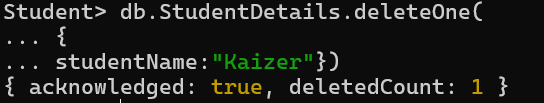 Student> db.StudentDetails.deleteOne(
... {
... studentName:"Kaizer"})
{ acknowledged: true, deletedCount: 1 }